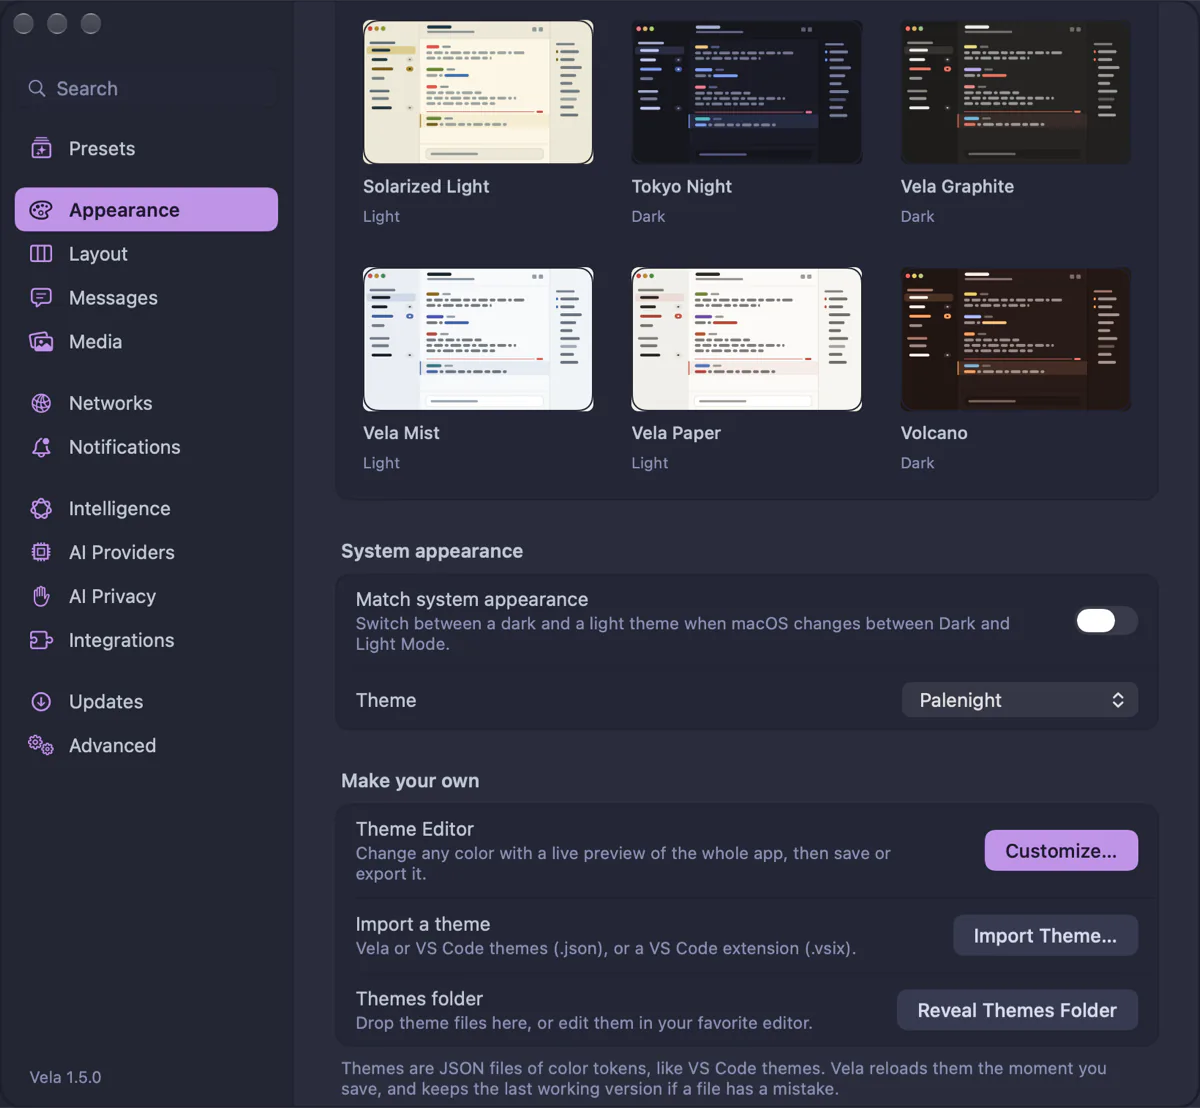 Search
Presets
Appearance
Layout
Messages
Media
Networks
Notifications
Intelligence
AI Providers
AI Privacy
Integrations
Updates
Advanced
Vela 1.5.0
Solarized Light
Light
Tokyo Night
Dark
Vela Graphite
Dark
Vela Mist
Light
Vela Paper
Light
Volcano
Dark
System appearance
Match system appearance
Switch between a dark and a light theme when macOS changes between Dark and
Light Mode.
Theme
Palenight
Make your own
Theme Editor
Change any color with a live preview of the whole app, then save or
export it.
Customize...
Import a theme
Vela or VS Code themes (.json), or a VS Code extension (.vsix).
Import Theme...
Themes folder
Drop theme files here, or edit them in your favorite editor.
Reveal Themes Folder
Themes are JSON files of color tokens, like VS Code themes. Vela reloads them the moment you
save, and keeps the last working version if a file has a mistake.